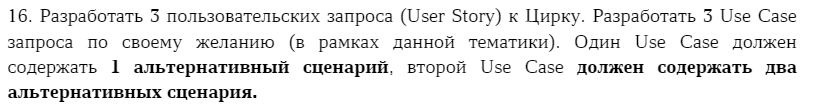 16. Разработать 3 пользовательских запроса (User Story) к Цирку. Разработать 3 Use Case
запроса по своему желанию (в рамках данной тематики). Один Use Case должен
содержать 1 альтернативный сценарий, второй Use Case должен содержать два
альтернативных сценария.